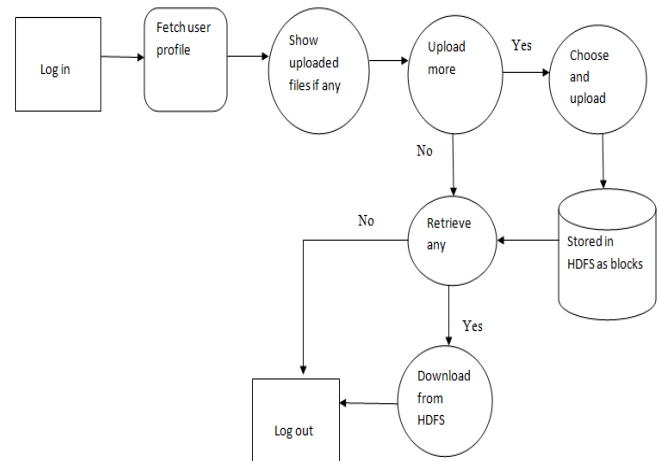 Log in
Fetch user
profile
Show
uploaded
files if any
Upload
more
Yes
Choose
and
upload
No
No
Retrieve
any
Stored in
HDFS as blocks
Yes
Download
from
HDFS
Log out